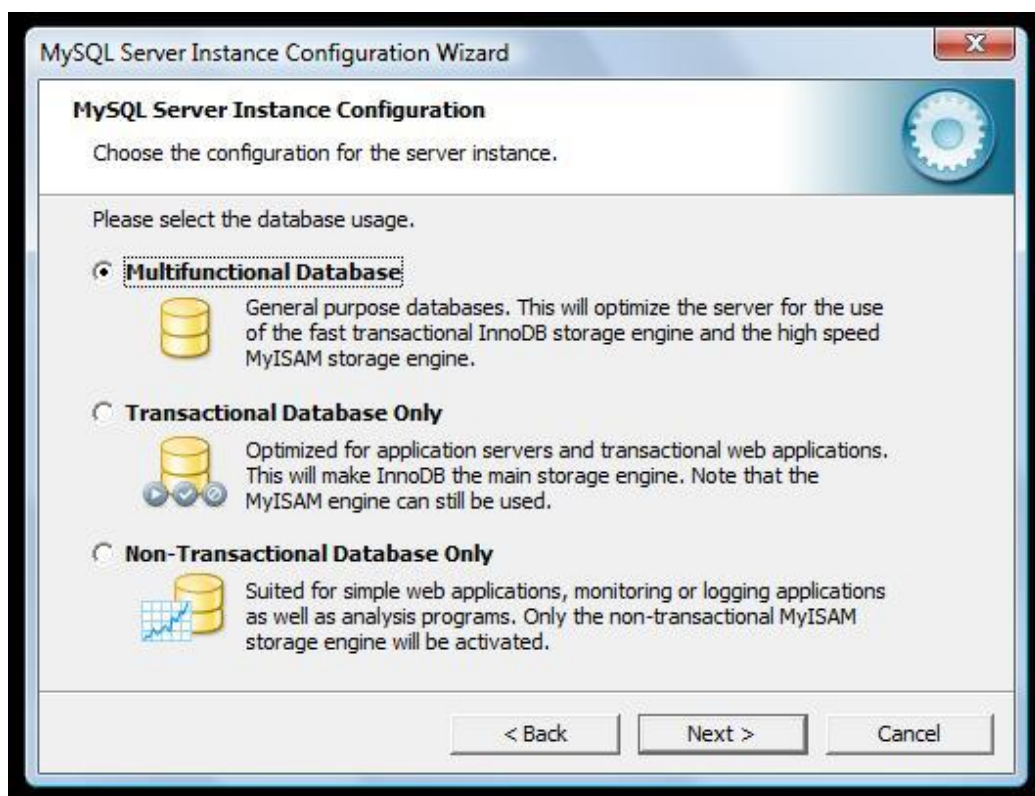 MySQL Server Instance Configuration Wizard
MySQL Server Instance Configuration
Choose the configuration for the server instance.
Please select the database usage.
Multifunctional Database
General purpose databases. This will optimize the server for the use
of the fast transactional InnoDB storage engine and the high speed
MyISAM storage engine.
Transactional Database Only
Optimized for application servers and transactional web applications.
This will make InnoDB the main storage engine. Note that the
MyISAM engine can still be used.
Non-Transactional Database Only
Suited for simple web applications, monitoring or logging applications
as well as analysis programs. Only the non-transactional MyISAM
storage engine will be activated.
< Back Next > Cancel